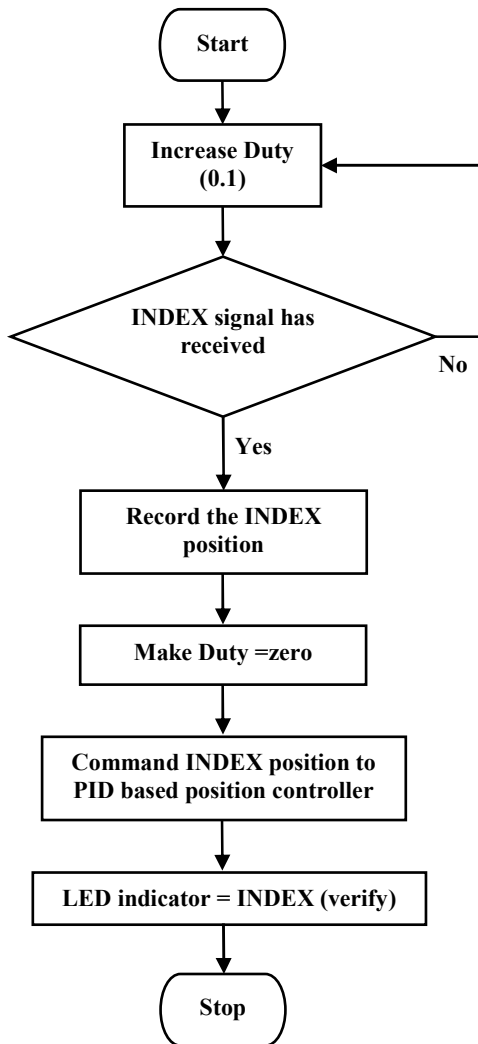 Start
Increase Duty
(0.1)
INDEX signal has
received
No
Yes
Record the INDEX
position
Make Duty =zero
Command INDEX position to
PID based position controller
LED indicator = INDEX (verify)
Stop